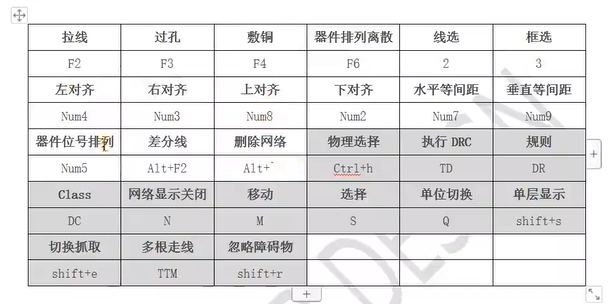 拉线 过孔 敷铜 器件排列离散 线选 框选
F2 F3 F4 F6 2 3
左对齐 右对齐 上对齐 下对齐 水平等间距 垂直等间距
Num4 Num3 Num8 Num2 Num7 Num9
器件位号排列 差分线 删除网络 物理选择 执行 DRC 规则
Num5 Alt+F2 Alt+` Ctrl+h TD DR
Class 网络显示关闭 移动 选择 单位切换 单层显示
DC N M S Q shift+s
切换抓取 多根走线 忽略障碍物
shift+e TTM shift+r